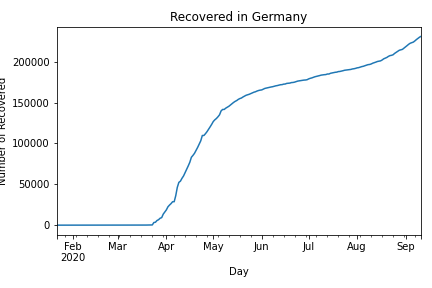 Recovered in Germany
Number of Recovered
200000
150000
100000
50000
0
Feb Mar Apr May Jun Jul Aug Sep
2020
Day